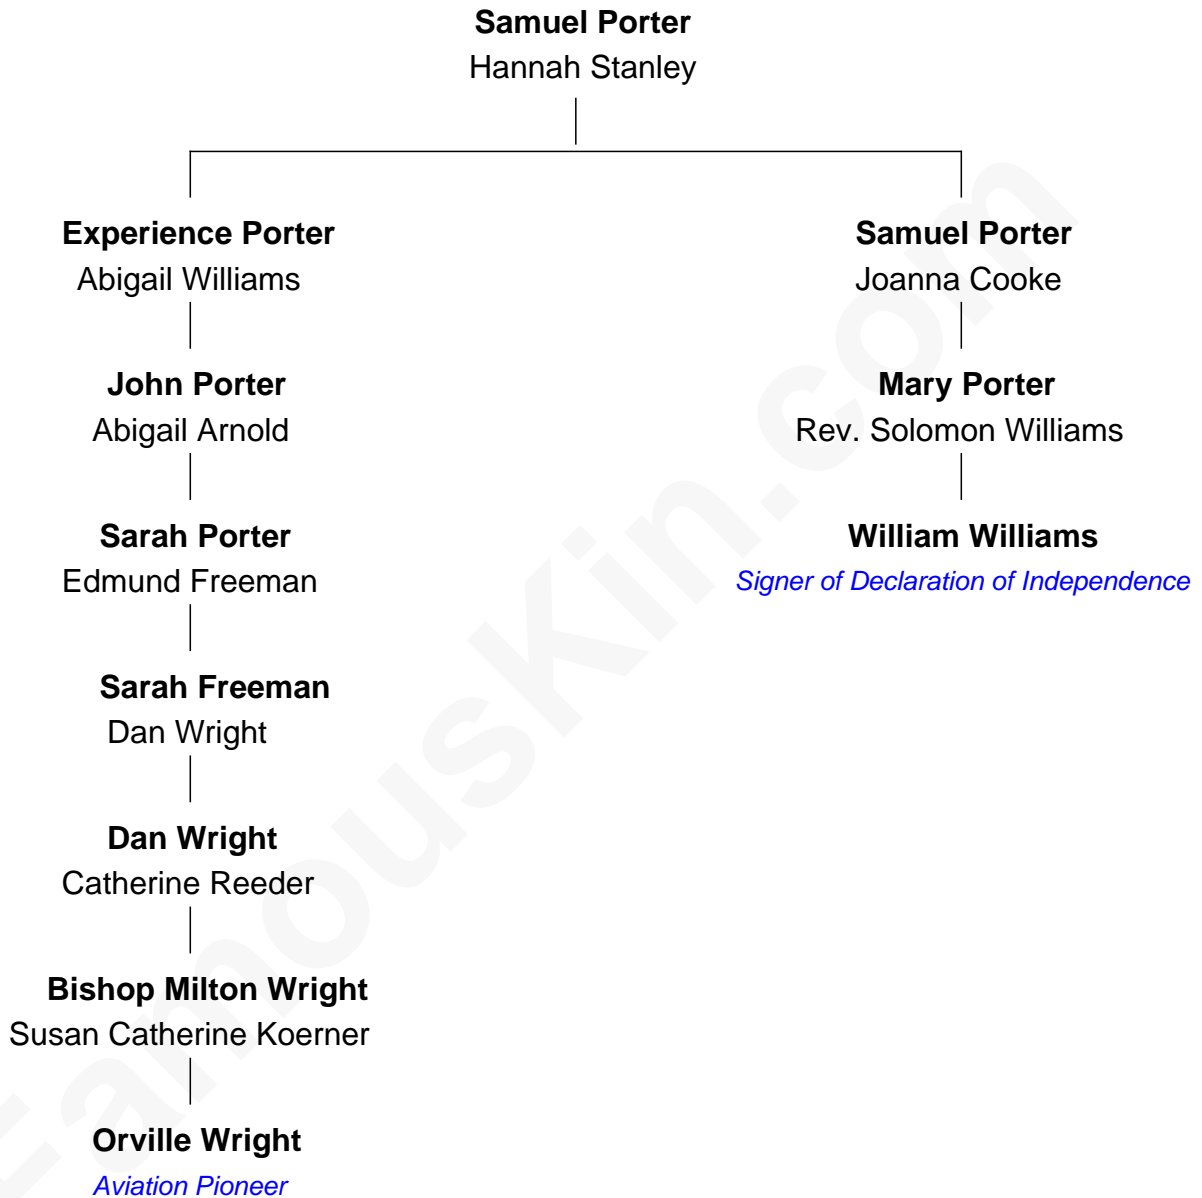 Samuel Porter
Hannah Stanley
Experience Porter
Abigail Williams
Samuel Porter
Joanna Cooke
John Porter
Abigail Arnold
Mary Porter
Rev. Solomon Williams
Sarah Porter
Edmund Freeman
William Williams
Signer of Declaration of Independence
Sarah Freeman
Dan Wright
Dan Wright
Catherine Reeder
Bishop Milton Wright
Susan Catherine Koerner
Orville Wright
Aviation Pioneer
FamousKin.com